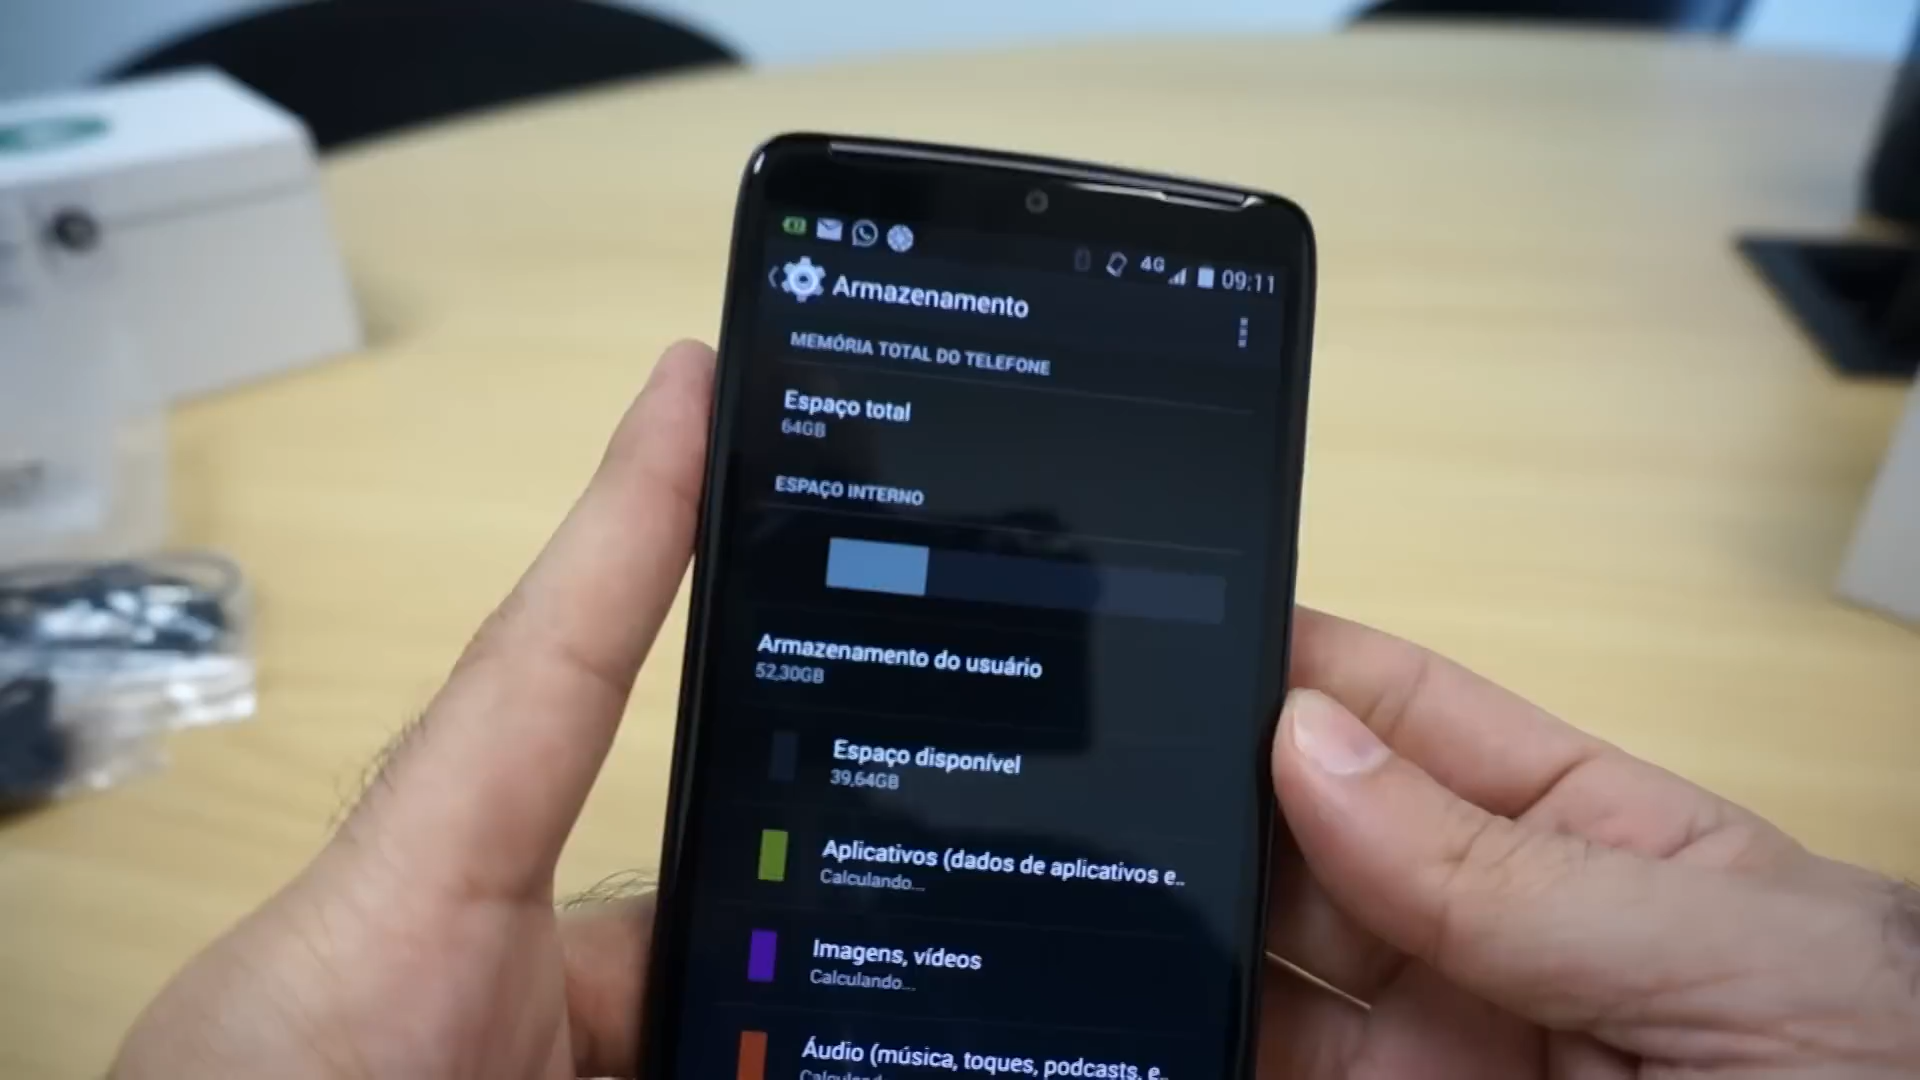 4G 09:11
Armazenamento
MEMÓRIA TOTAL DO TELEFONE
Espaço total
64GB
ESPAÇO INTERNO
Armazenamento do usuário
52,30GB
Espaço disponível
39,64GB
Aplicativos (dados de aplicativos e..
Calculando...
Imagens, vídeos
Calculando...
Áudio (música, toques, podcasts, e..